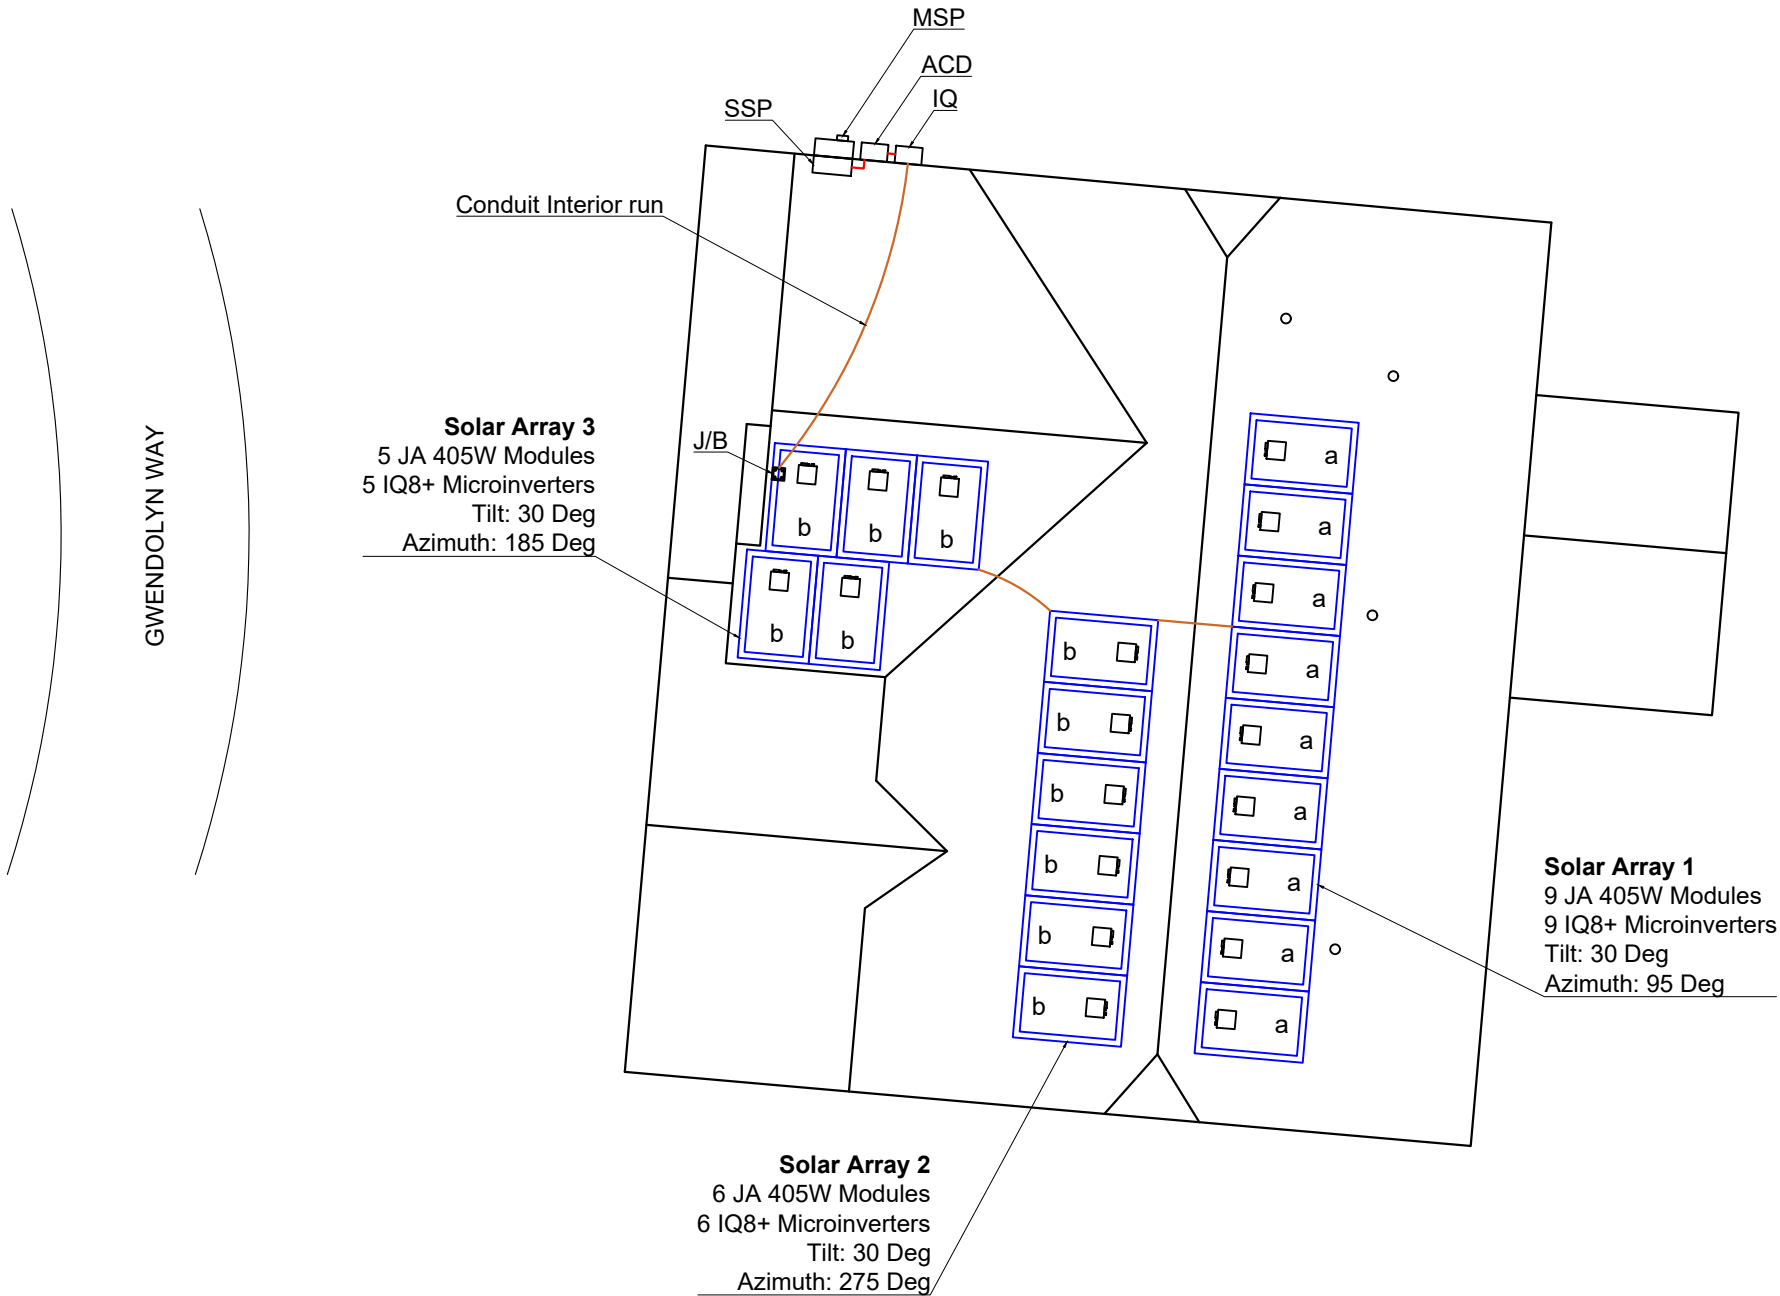 MSP
ACD
IQ
SSP
Conduit Interior run
GWENDOLYN WAY
Solar Array 3
5 JA 405W Modules
5 IQ8+ Microinverters
Tilt: 30 Deg
Azimuth: 185 Deg
J/B
b
b
b
b
b
b
b
b
b
b
b
a
a
a
a
a
a
a
a
a
Solar Array 1
9 JA 405W Modules
9 IQ8+ Microinverters
Tilt: 30 Deg
Azimuth: 95 Deg
Solar Array 2
6 JA 405W Modules
6 IQ8+ Microinverters
Tilt: 30 Deg
Azimuth: 275 Deg